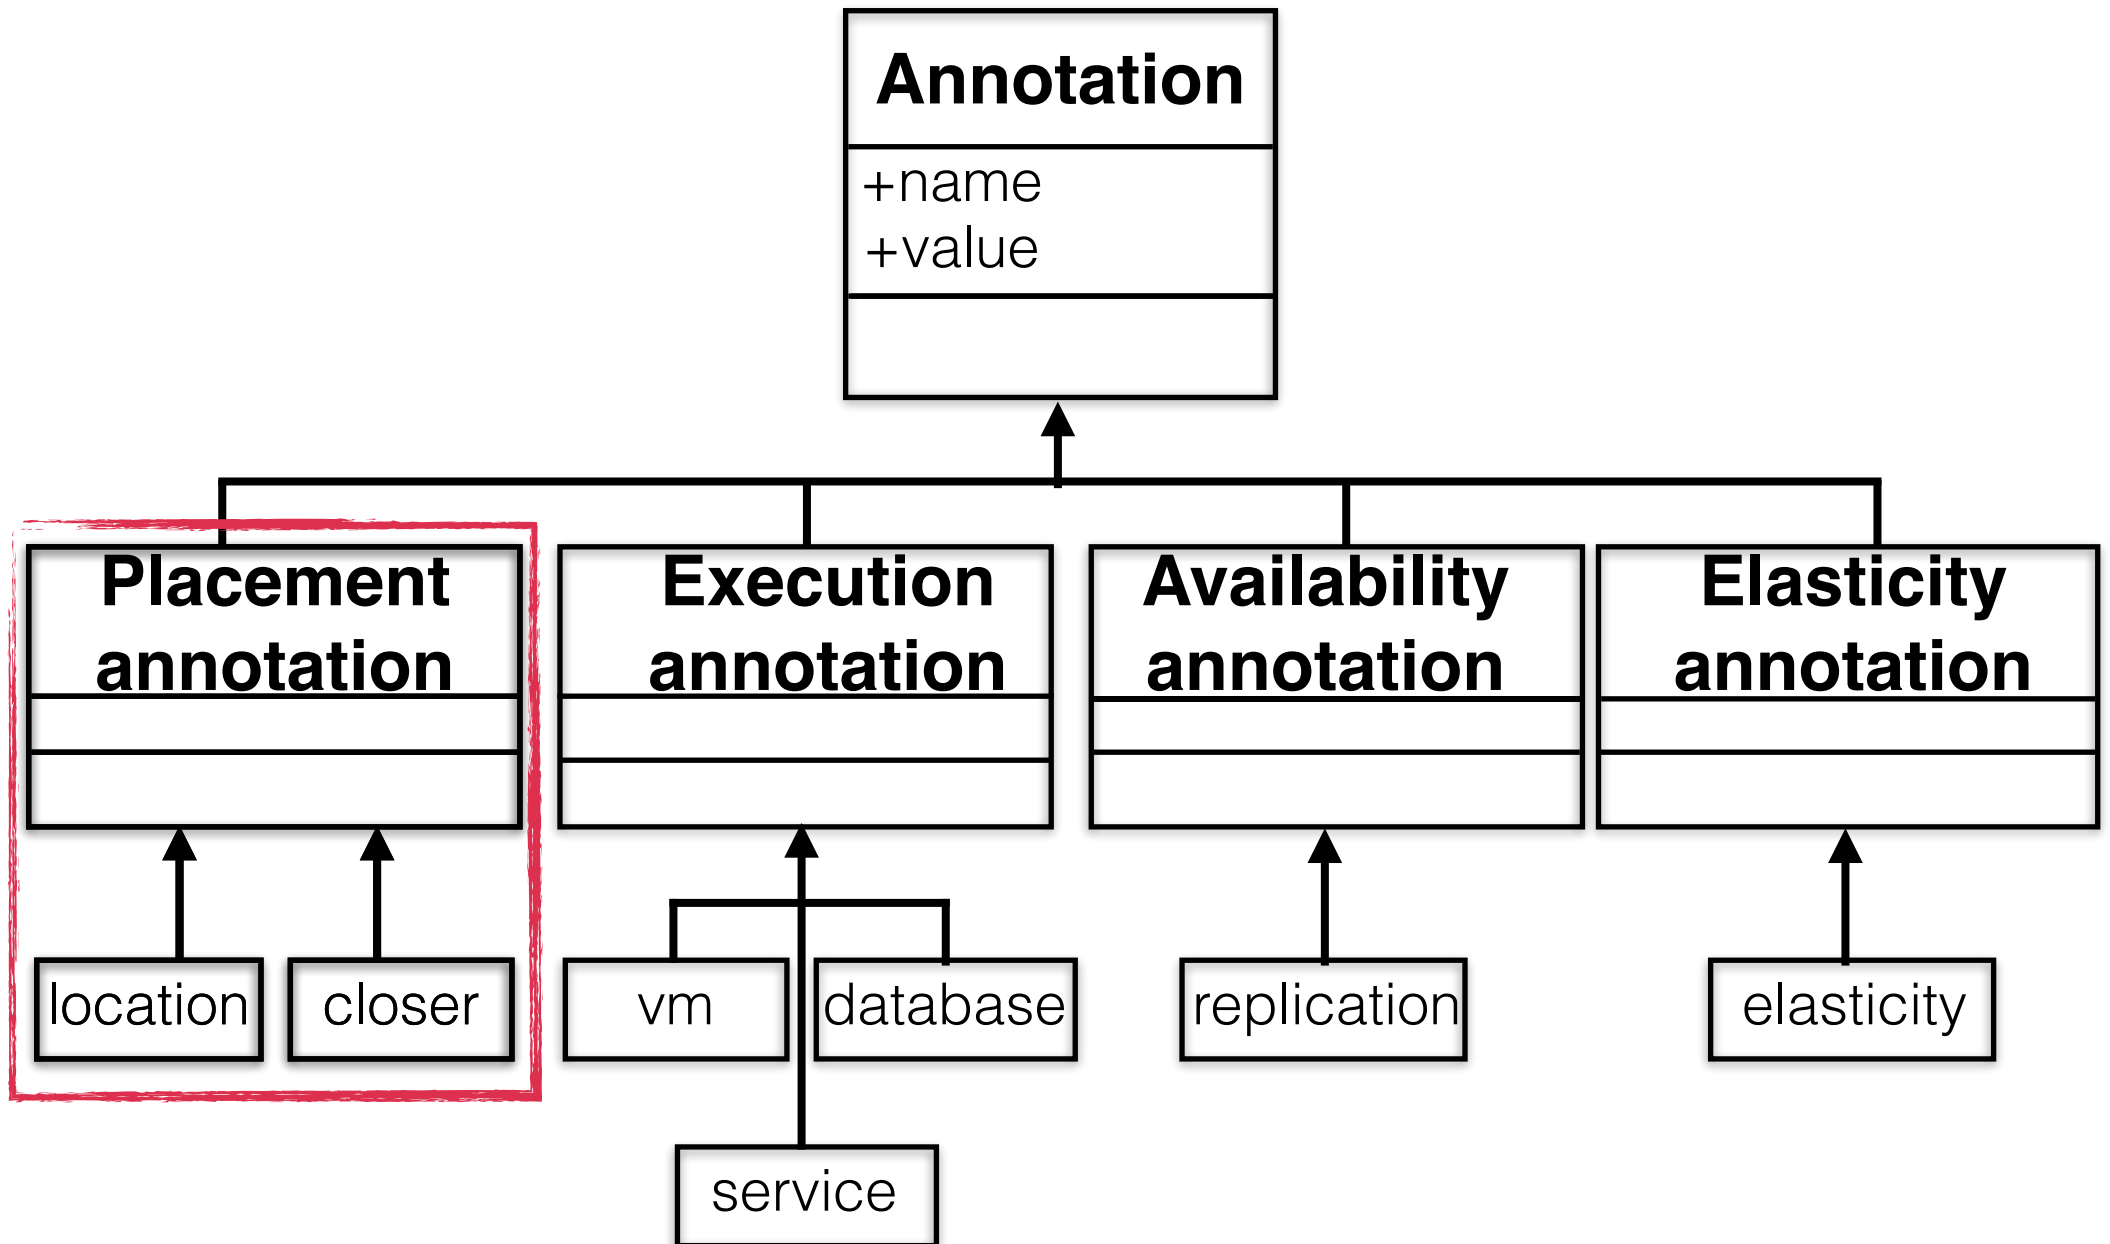 Annotation
+name
+value
Placement
annotation
Execution
annotation
Availability
annotation
Elasticity
annotation
location
closer
vm
database
replication
elasticity
service